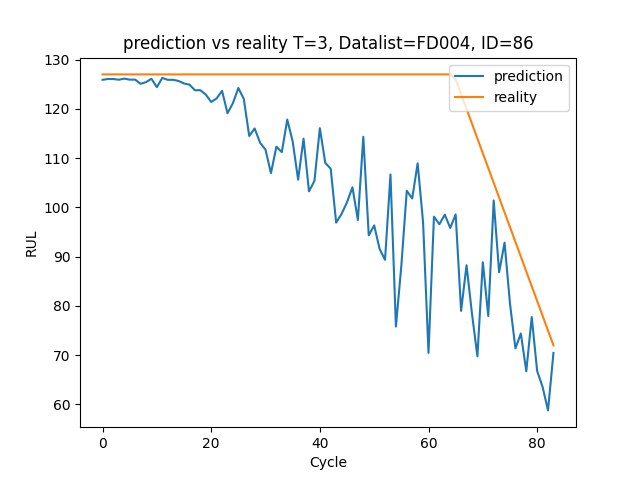 prediction vs reality T=3, Datalist=FD004, ID=86
130
120
110
100
90
80
70
60
RUL
prediction
reality
0 20 40 60 80
Cycle